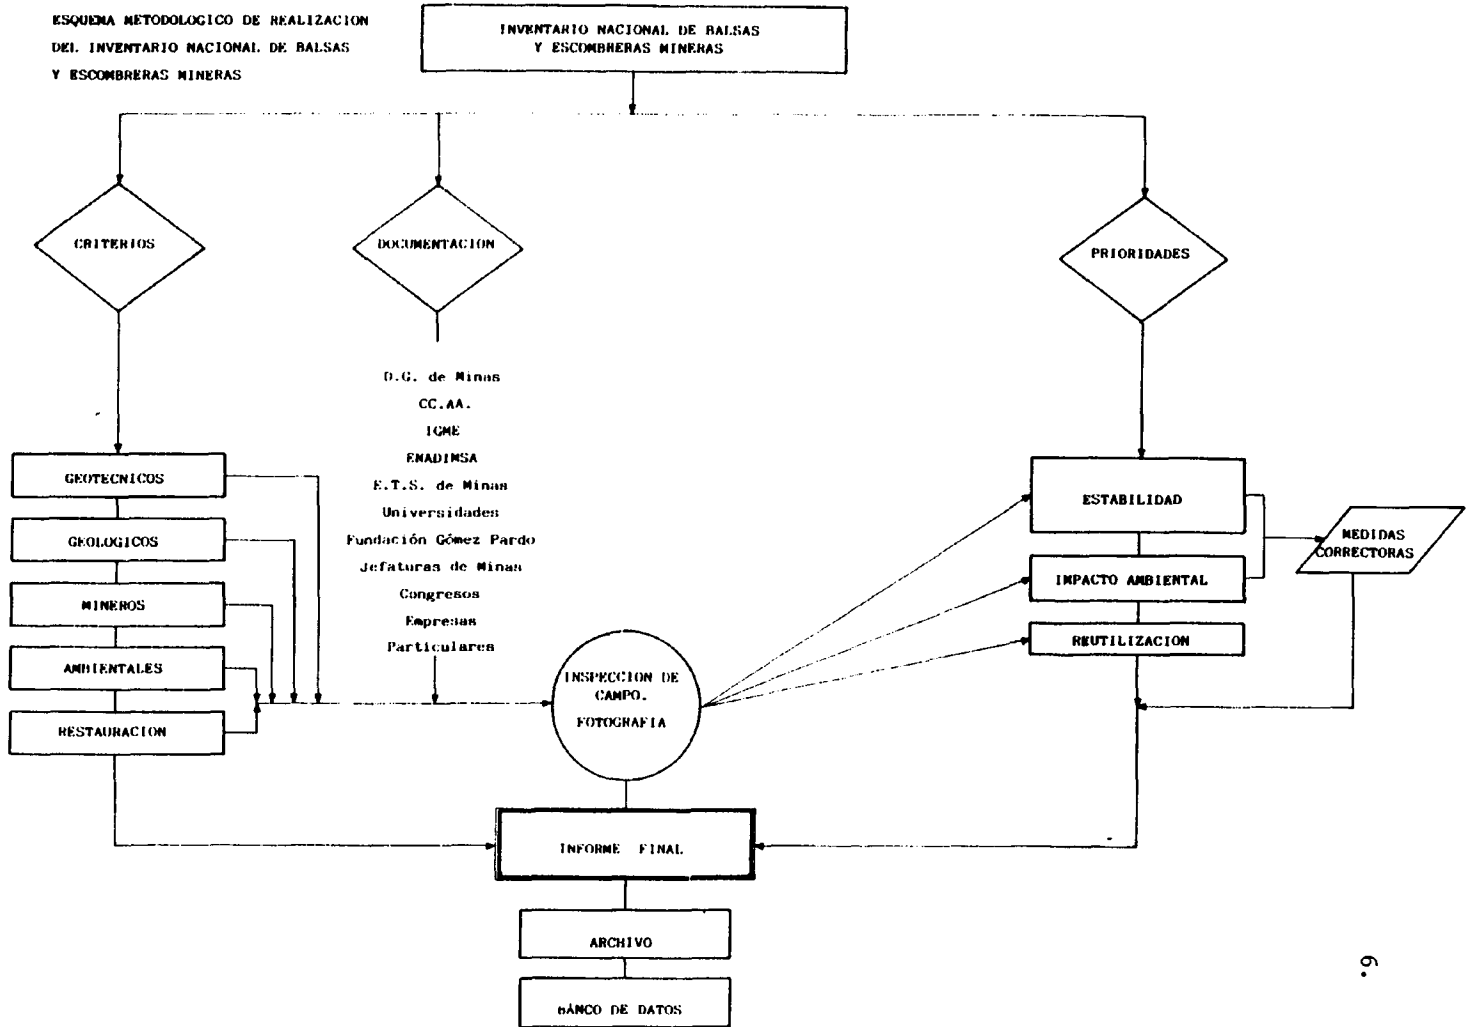 ESQUEMA METODOLOGICO DE REALIZACION
DEL INVENTARIO NACIONAL DE BALSAS
Y ESCOMBRERAS MINERAS
INVENTARIO NACIONAL DE BALSAS
Y ESCOMBRERAS MINERAS
CRITERIOS
DOCUMENTACION
PRIORIDADES
D.G. de Minas
CC.AA.
IGME
ENADIMSA
E.T.S. de Minas
Universidades
Fundación Gómez Pardo
Jefaturas de Minas
Congresos
Empresas
Particulares
GEOTECNICOS
GEOLOGICOS
MINEROS
AMBIENTALES
RESTAURACION
INSPECCION DE
CAMPO.
FOTOGRAFIA
ESTABILIDAD
IMPACTO AMBIENTAL
REUTILIZACION
MEDIDAS
CORRECTORAS
INFORME FINAL
ARCHIVO
BANCO DE DATOS
6.